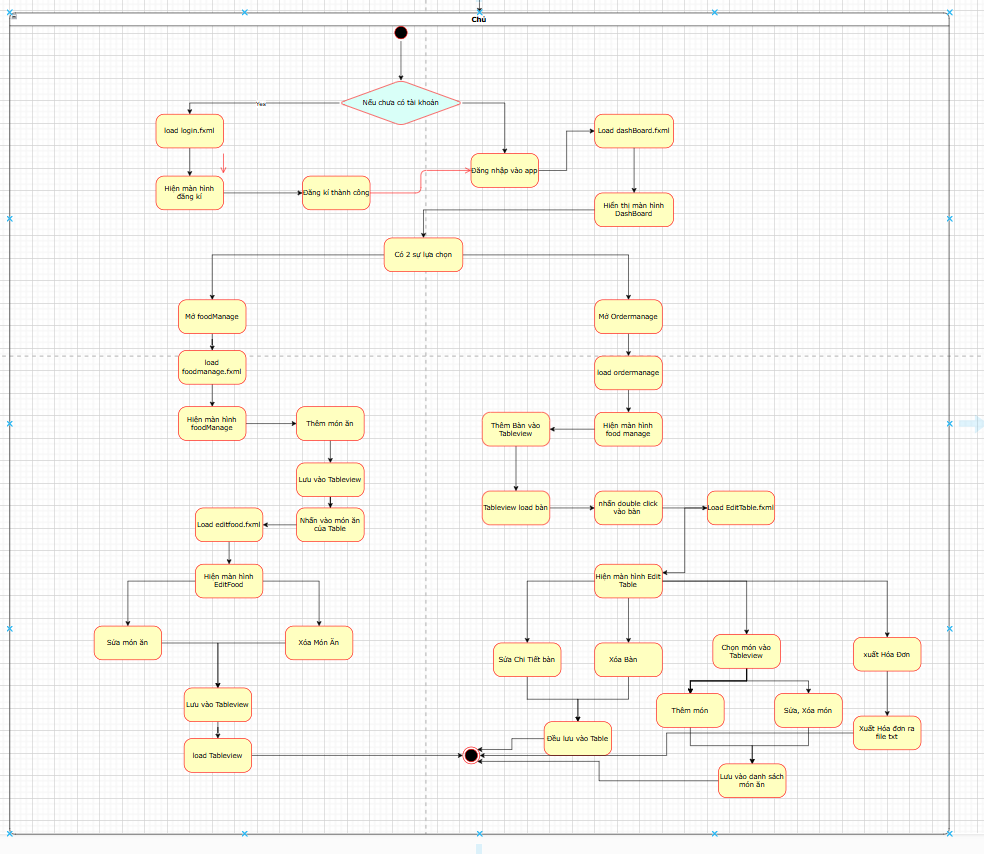 Chủ
Nếu chưa có tài khoản
Yes
load login.fxml
Load dashBoard.fxml
Đăng nhập vào app
Hiện màn hình
đăng kí
Đăng kí thành công
Hiển thị màn hình
DashBoard
Có 2 sự lựa chọn
Mở foodManage
Mở Ordermanage
load
foodmanage.fxml
load ordermanage
Hiện màn hình
foodManage
Thêm món ăn
Thêm Bàn vào
Tableview
Hiện màn hình
food manage
Lưu vào Tableview
Load editfood.fxml
Nhấn vào món ăn
của Table
Tableview load bàn
nhấn double click
vào bàn
Load EditTable.fxml
Hiện màn hình
EditFood
Hiện màn hình Edit
Table
Sửa món ăn
Xóa Món Ăn
Sửa Chi Tiết bàn
Xóa Bàn
Chọn món vào
Tableview
xuất Hóa Đơn
Lưu vào Tableview
Thêm món
Sửa, Xóa món
Xuất Hóa đơn ra
file txt
load Tableview
Đều lưu vào Table
Lưu vào danh sách
món ăn